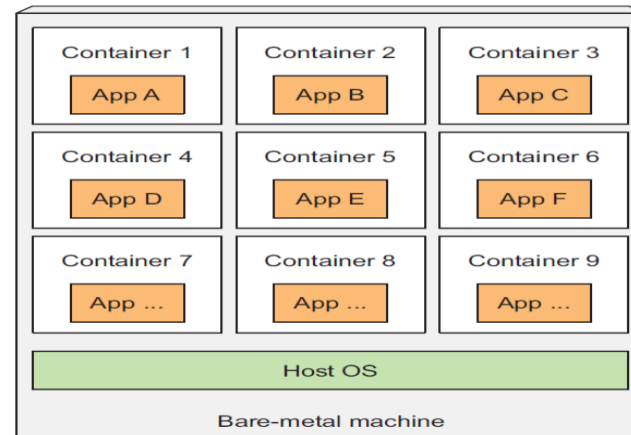 Container 1 Container 2 Container 3
App A App B App C
Container 4 Container 5 Container 6
App D App E App F
Container 7 Container 8 Container 9
App ... App ... App ...
Host OS
Bare-metal machine